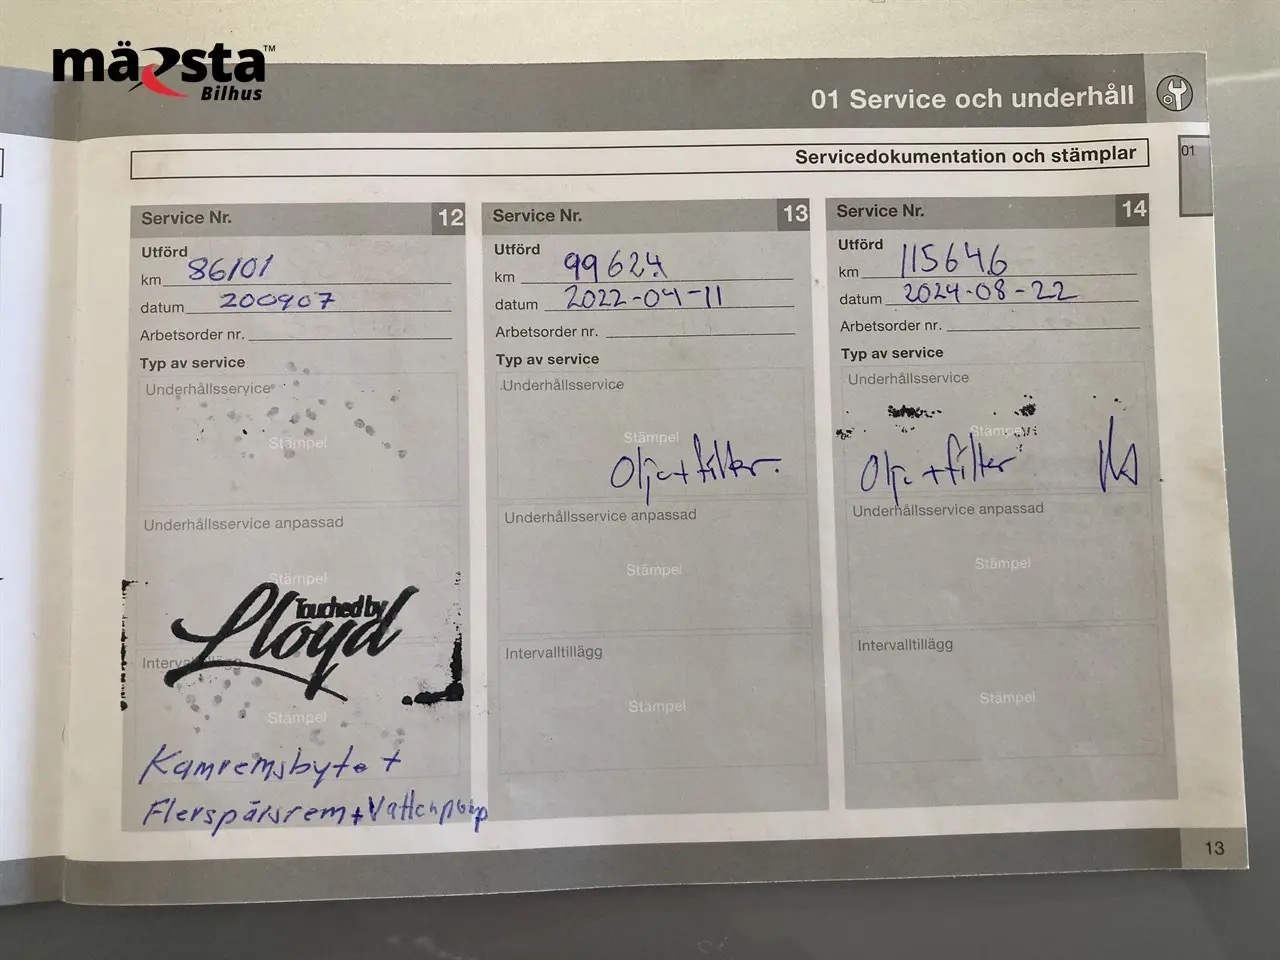 märsta™
Bilhus
01 Service och underhåll
01
Servicedokumentation och stämplar
Service Nr. 12
Utförd
km 86101
datum 200907
Arbetsorder nr.
Typ av service
Underhållsservice
Stämpel
Underhållsservice anpassad
Stämpel
Touched by
Lloyd
Intervalltillägg
Stämpel
Kamremsbyte +
Flerspårsrem + Vattenpump
Service Nr. 13
Utförd
km 99624
datum 2022-04-11
Arbetsorder nr.
Typ av service
Underhållsservice
Stämpel
Olja + filter.
Underhållsservice anpassad
Stämpel
Intervalltillägg
Stämpel
Service Nr. 14
Utförd
km 115646
datum 2024-08-22
Arbetsorder nr.
Typ av service
Underhållsservice
Stämpel
Olja + filter
Underhållsservice anpassad
Stämpel
Intervalltillägg
Stämpel
13